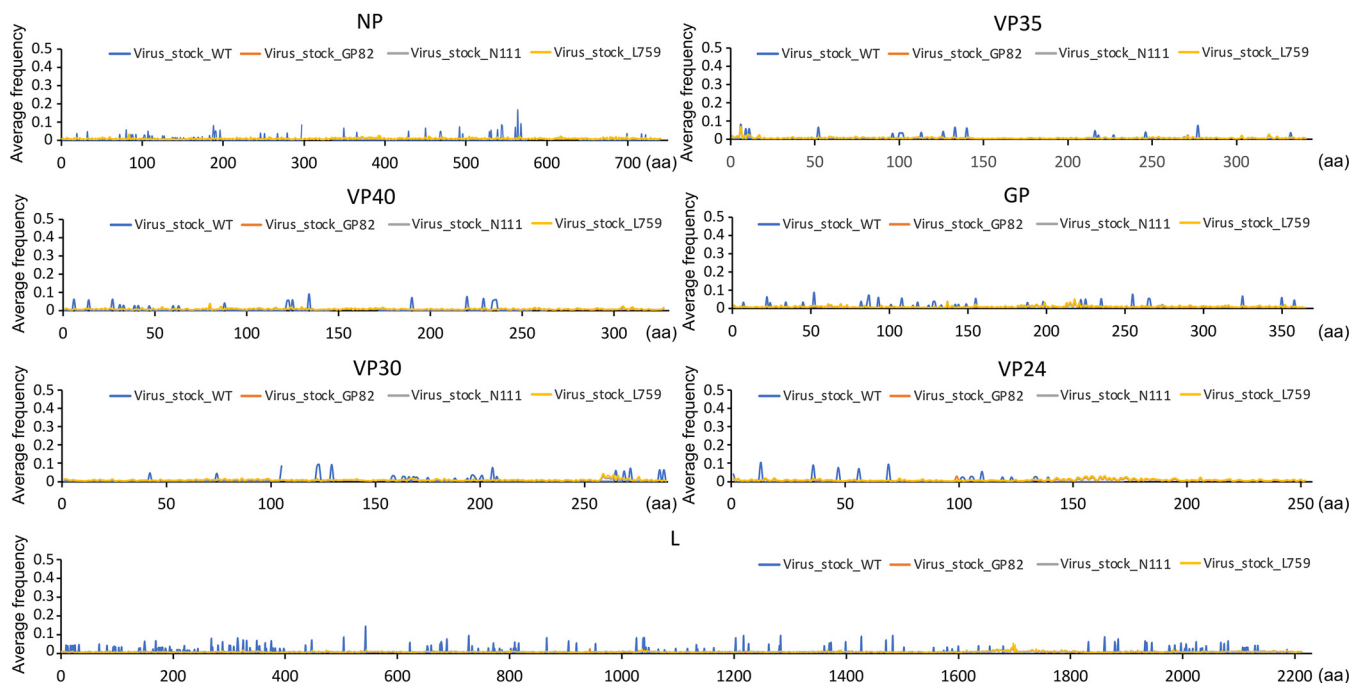 NP
Average frequency
0.5
0.4
0.3
0.2
0.1
0
Virus_stock_WT Virus_stock_GP82 Virus_stock_N111 Virus_stock_L759
0 100 200 300 400 500 600 700 (aa)
VP35
Average frequency
0.5
0.4
0.3
0.2
0.1
0
Virus_stock_WT Virus_stock_GP82 Virus_stock_N111 Virus_stock_L759
0 50 100 150 200 250 300 (aa)
VP40
Average frequency
0.5
0.4
0.3
0.2
0.1
0
Virus_stock_WT Virus_stock_GP82 Virus_stock_N111 Virus_stock_L759
0 50 100 150 200 250 300 (aa)
GP
Average frequency
0.5
0.4
0.3
0.2
0.1
0
Virus_stock_WT Virus_stock_GP82 Virus_stock_N111 Virus_stock_L759
0 50 100 150 200 250 300 350 (aa)
VP30
Average frequency
0.5
0.4
0.3
0.2
0.1
0
Virus_stock_WT Virus_stock_GP82 Virus_stock_N111 Virus_stock_L759
0 50 100 150 200 250 (aa)
VP24
Average frequency
0.5
0.4
0.3
0.2
0.1
0
Virus_stock_WT Virus_stock_GP82 Virus_stock_N111 Virus_stock_L759
0 50 100 150 200 250 (aa)
L
Average frequency
0.5
0.4
0.3
0.2
0.1
0
Virus_stock_WT Virus_stock_GP82 Virus_stock_N111 Virus_stock_L759
0 200 400 600 800 1000 1200 1400 1600 1800 2000 2200 (aa)